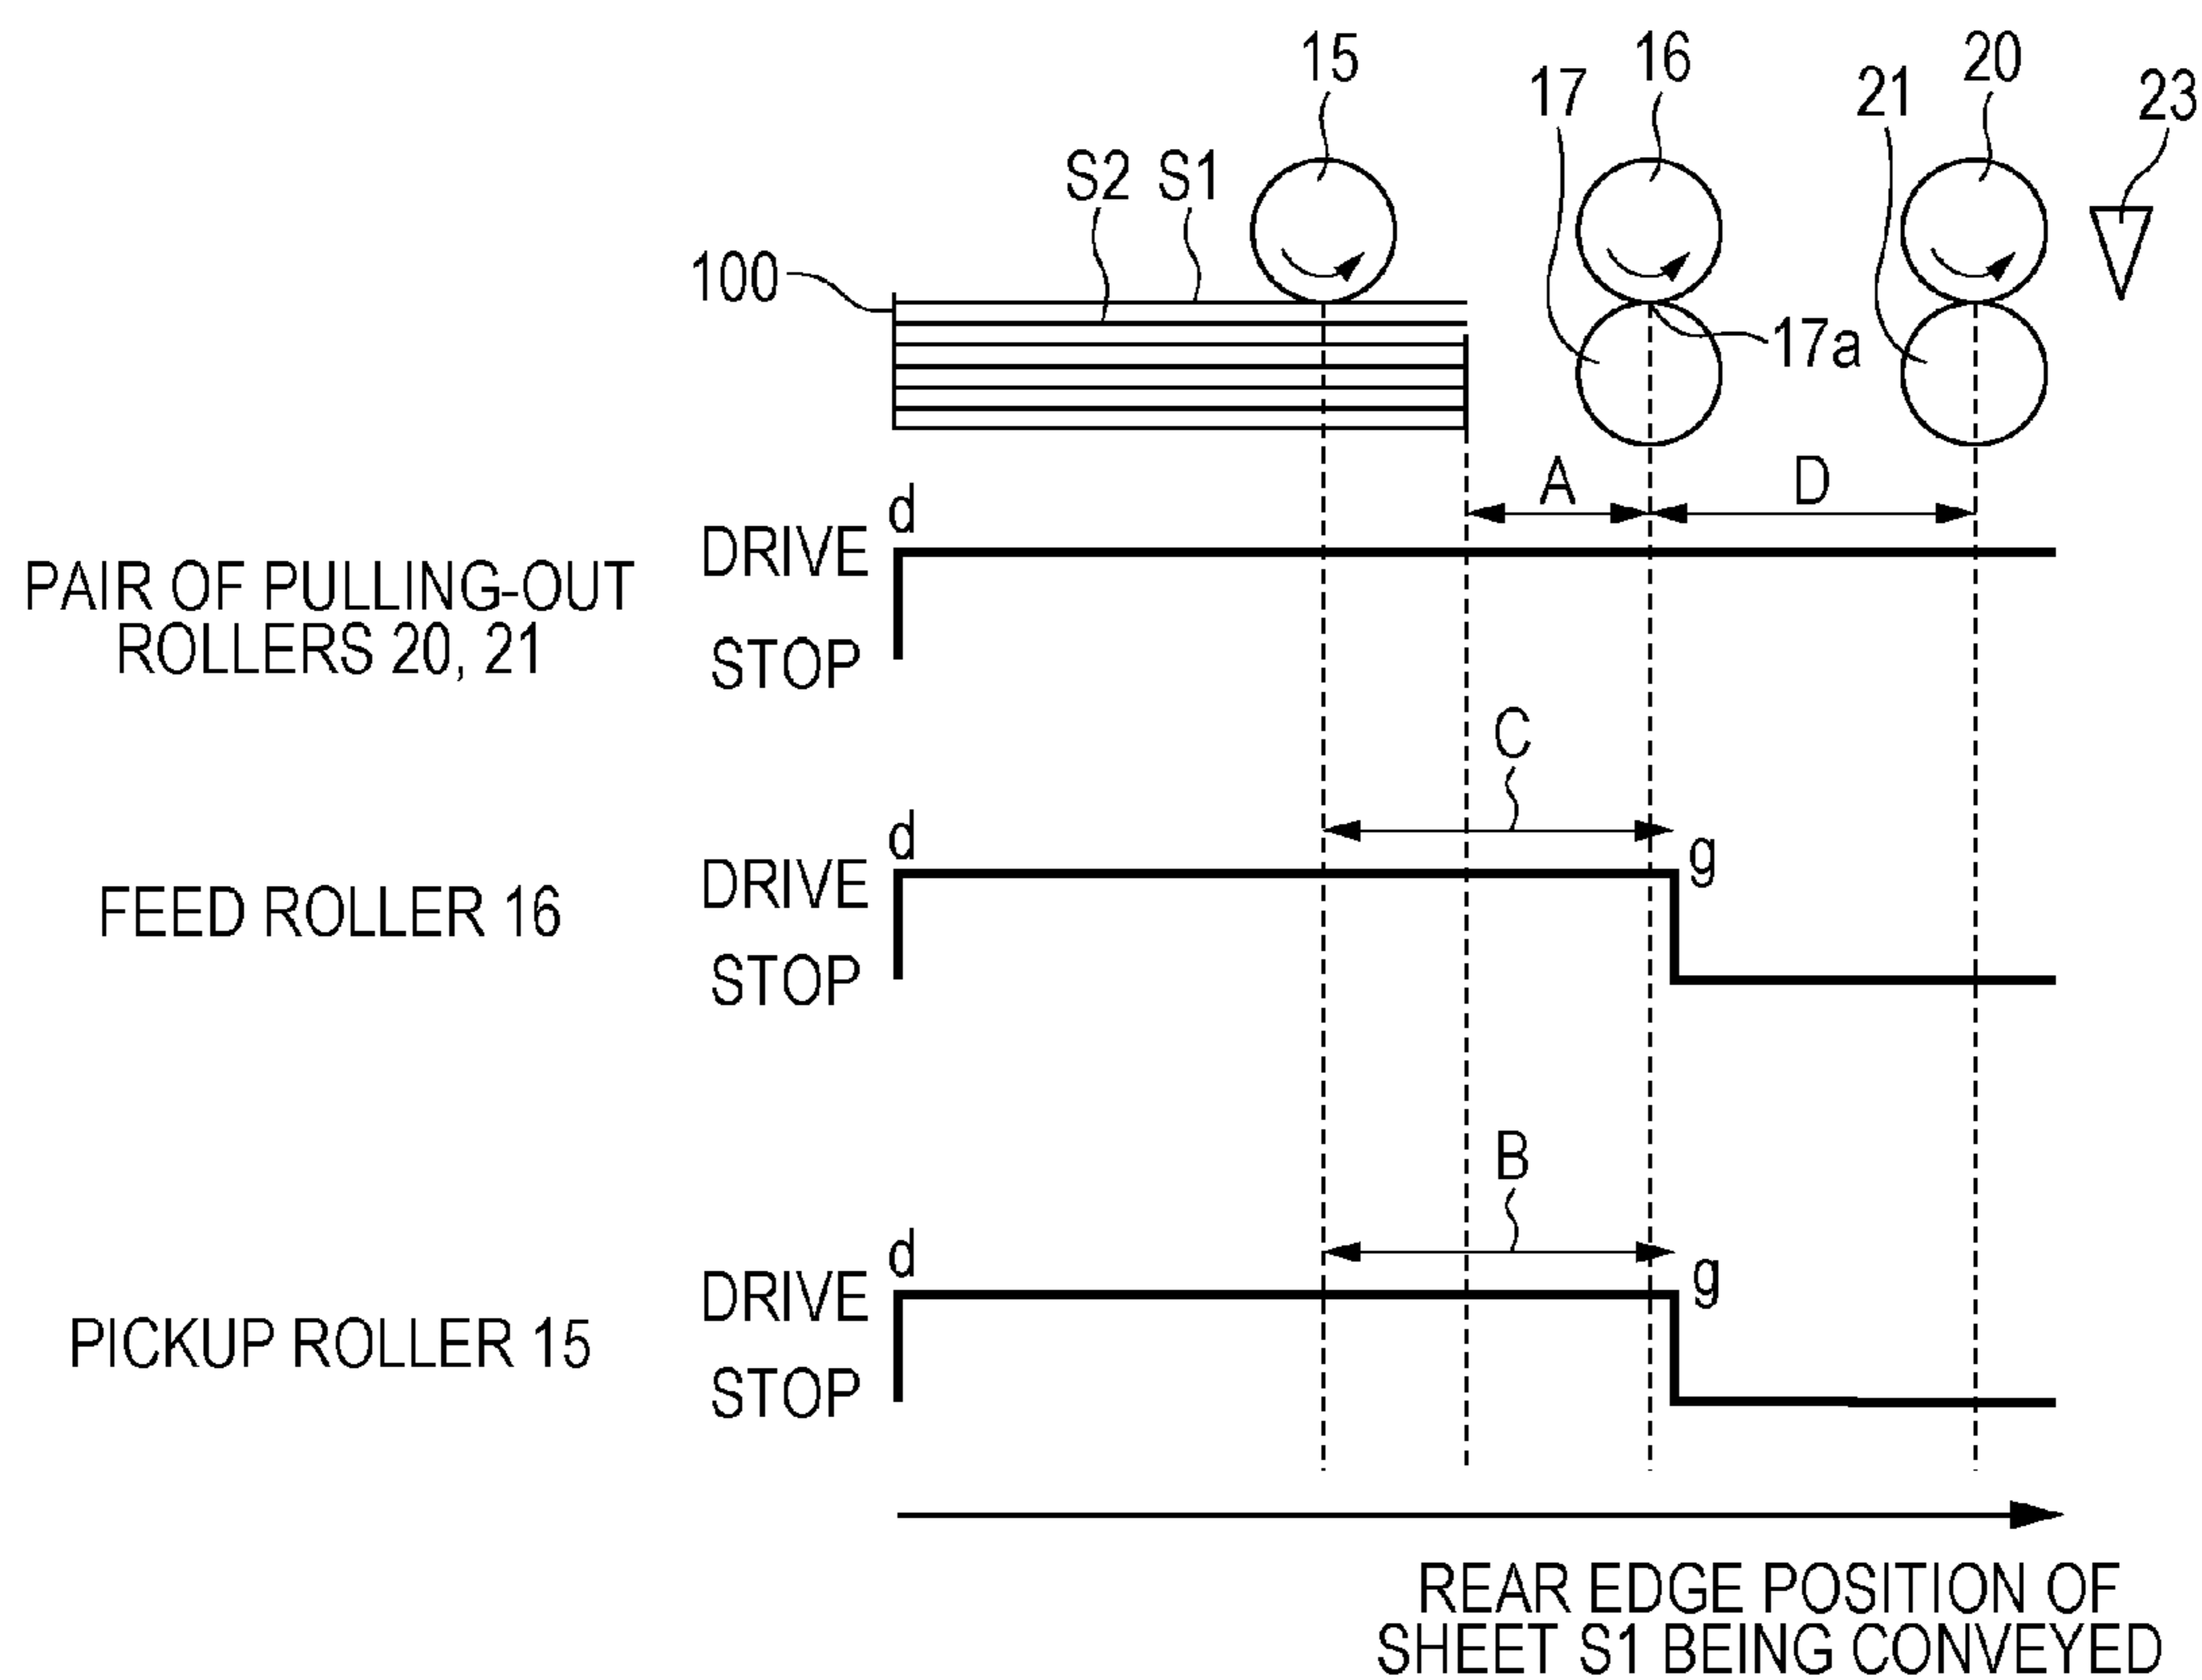 15
16
20
17
21
23
S2
S1
100
17a
A
D
d
DRIVE
PAIR OF PULLING-OUT
ROLLERS 20, 21
STOP
C
d
g
DRIVE
FEED ROLLER 16
STOP
B
d
g
DRIVE
PICKUP ROLLER 15
STOP
REAR EDGE POSITION OF
SHEET S1 BEING CONVEYED